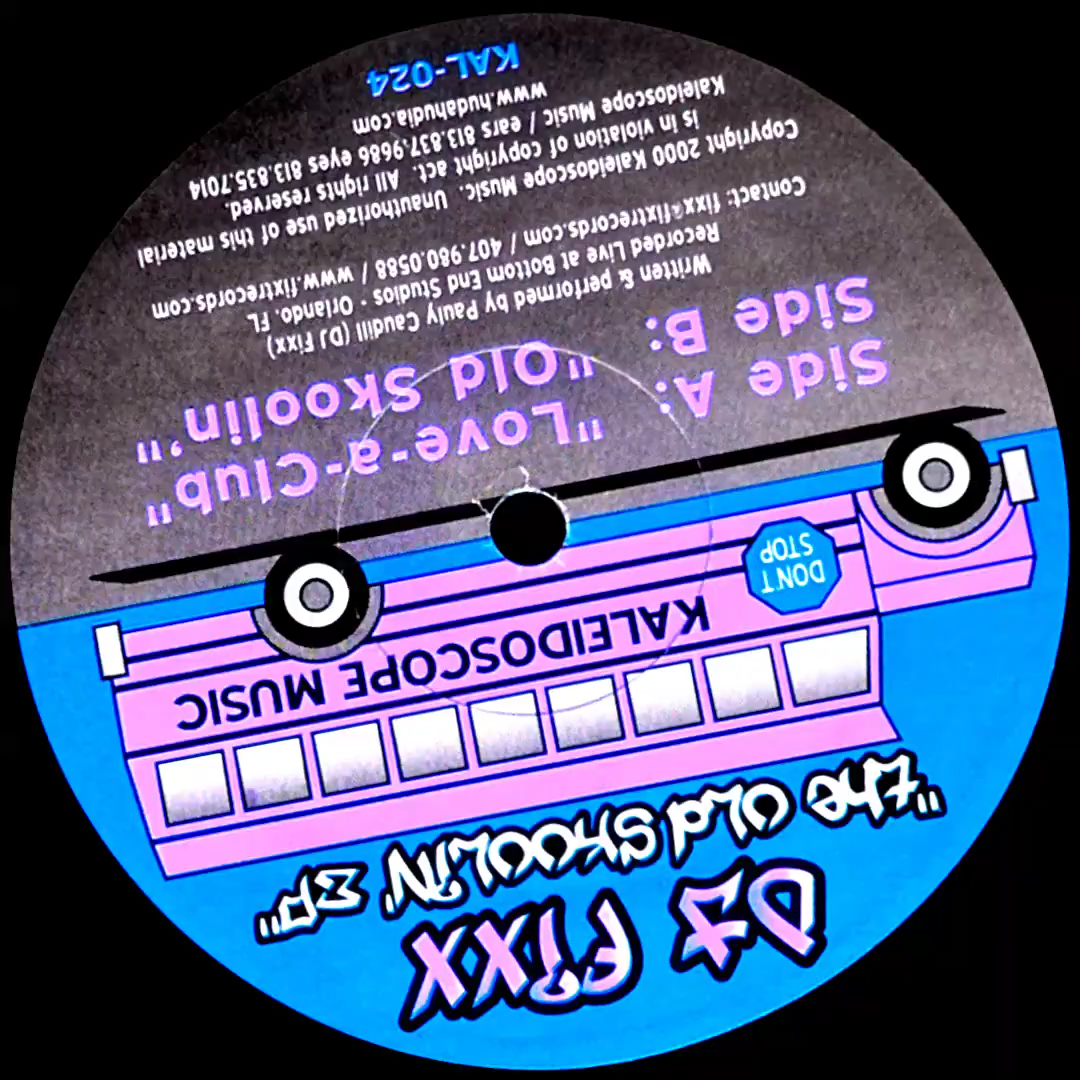 DJ FIXX
"THE OLD SKOOLIN' EP"
KALEIDOSCOPE MUSIC
DON'T
STOP
Side A: "Love-a-Club"
Side B: "Old Skoolin'"
Written & performed by Pauly Caudill (DJ Fixx)
Recorded Live at Bottom End Studios - Orlando, FL
Contact: fixx@fixtrecords.com / 407.980.0588 / www.fixtrecords.com
Copyright 2000 Kaleidoscope Music. Unauthorized use of this material
is in violation of copyright act. All rights reserved.
Kaleidoscope Music / ears 813.837.9686 eyes 813.835.7014
www.hudahudia.com
KAL-024